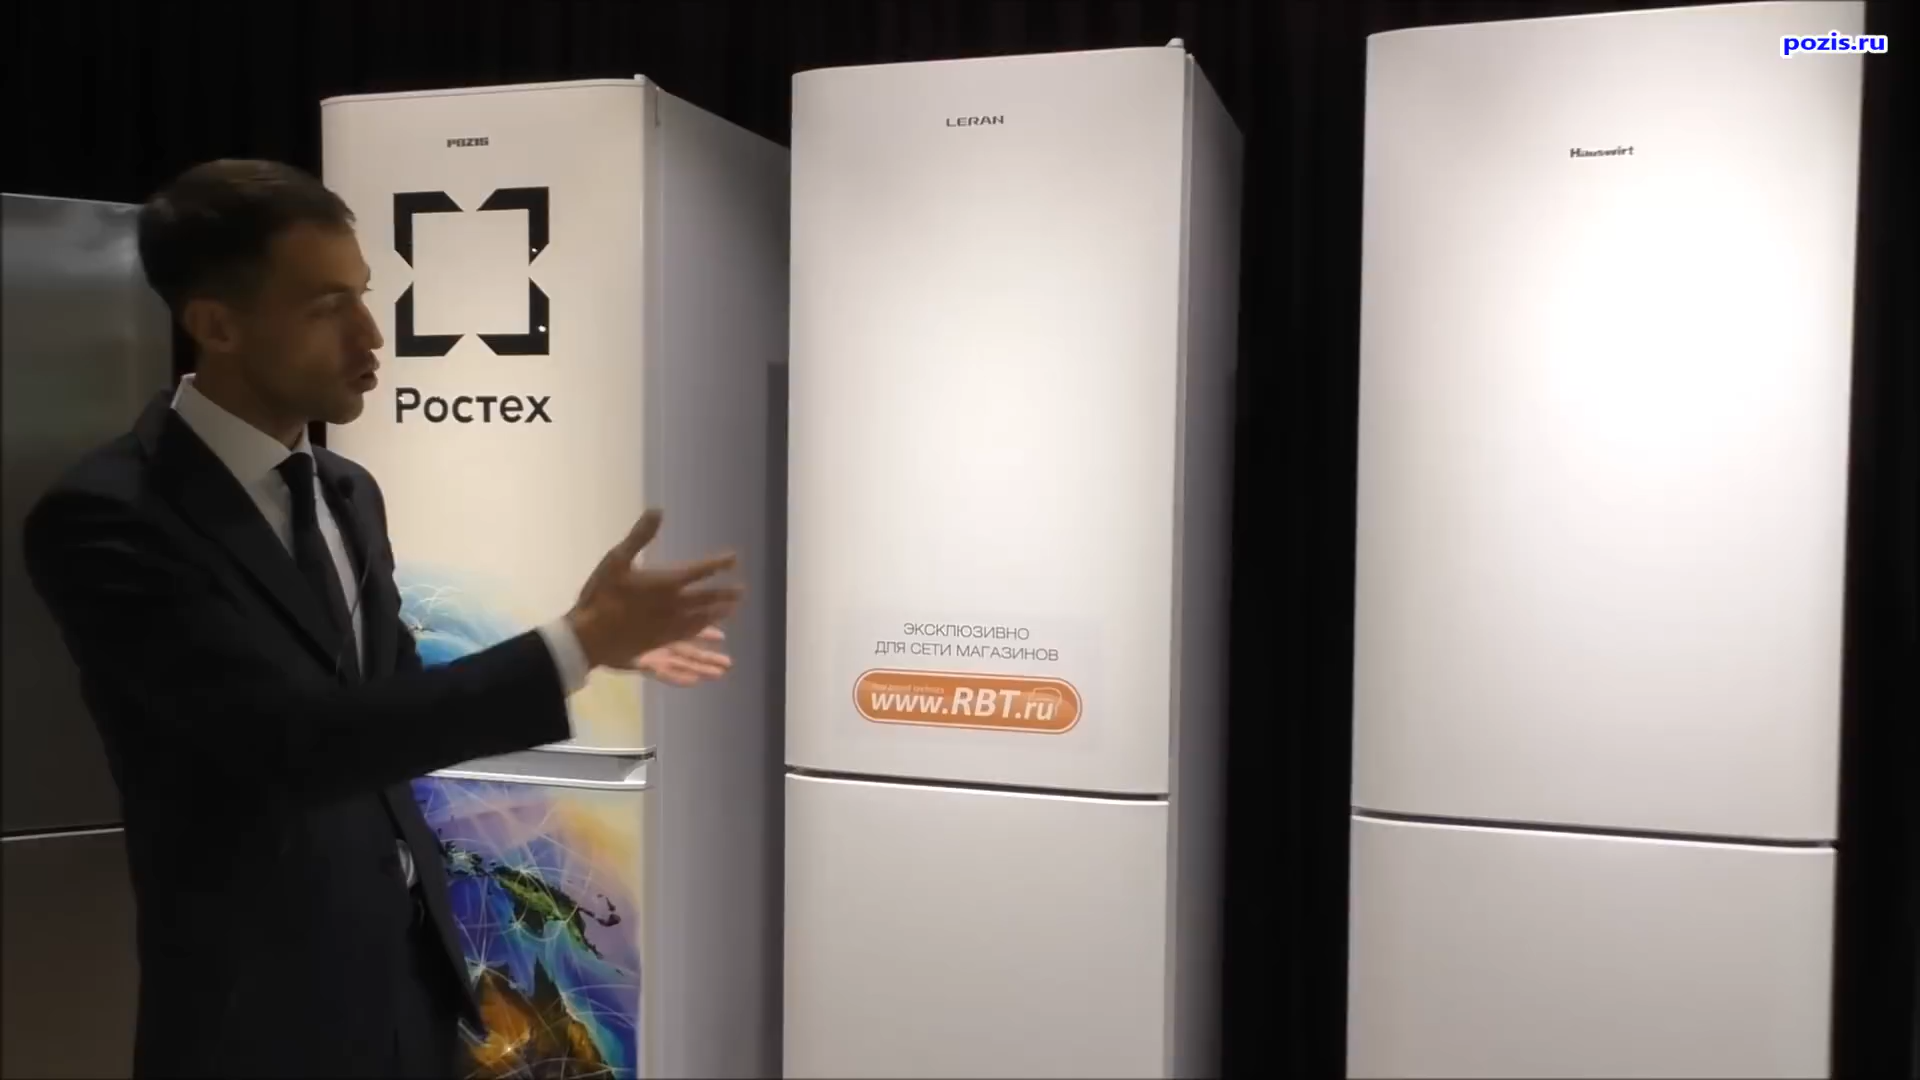 pozis.ru
POZIS
Ростех
LERAN
ЭКСКЛЮЗИВНО
ДЛЯ СЕТИ МАГАЗИНОВ
www.RBT.ru
Hauswirt